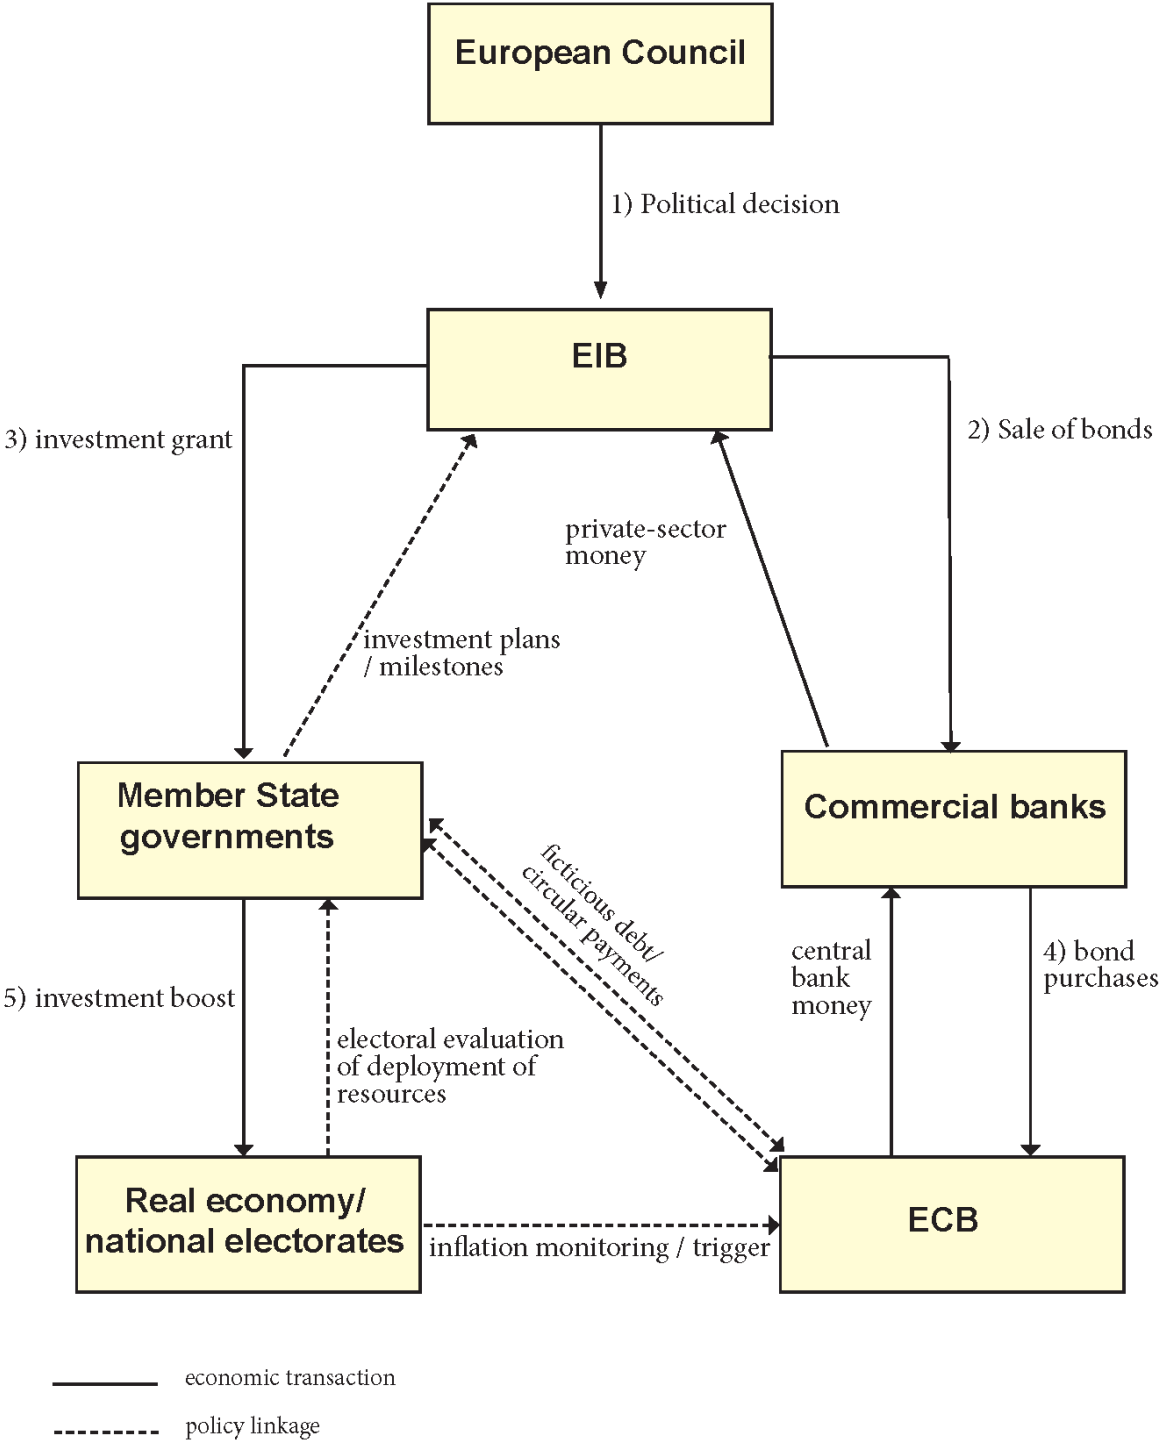 European Council
1) Political decision
EIB
3) investment grant
2) Sale of bonds
private-sector
money
investment plans
/ milestones
Member State
governments
Commercial banks
ficticious debt/
circular payments
central
bank
money
4) bond
purchases
5) investment boost
electoral evaluation
of deployment of
resources
Real economy/
national electorates
ECB
inflation monitoring / trigger
economic transaction
policy linkage